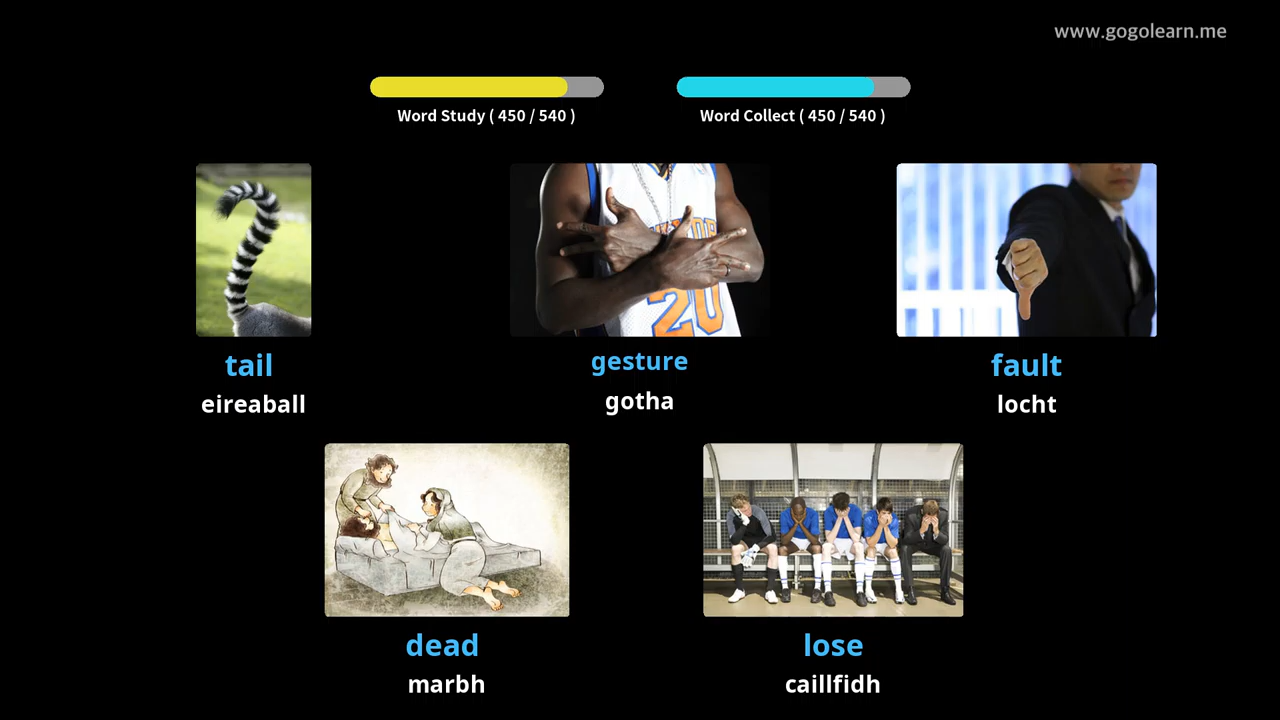 www.gogolearn.me
Word Study ( 450 / 540 )
Word Collect ( 450 / 540 )
20
tail
eireaball
gesture
gotha
fault
locht
dead
marbh
lose
caillfidh